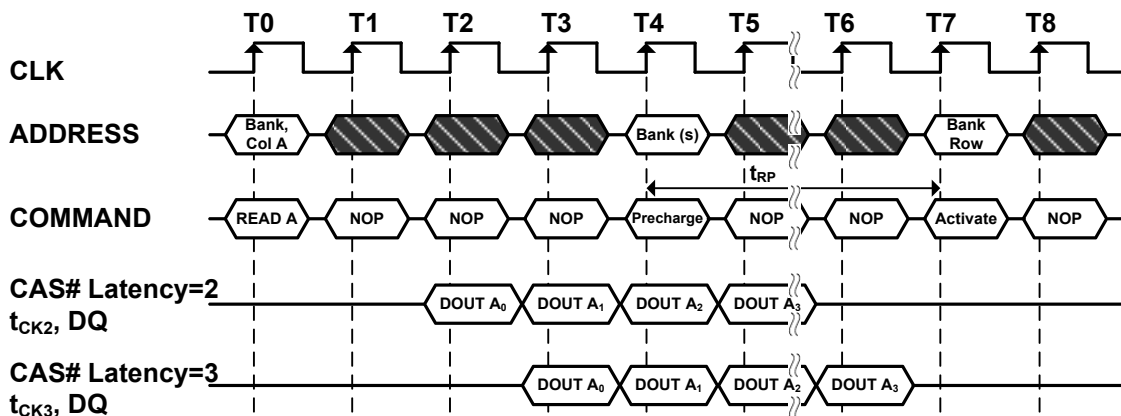 T0 T1 T2 T3 T4 T5 T6 T7 T8
CLK
ADDRESS
Bank, Col A
Bank (s)
Bank Row
tRP
COMMAND
READ A NOP NOP NOP Precharge NOP NOP Activate NOP
CAS# Latency=2
tCK2, DQ
DOUT A0 DOUT A1 DOUT A2 DOUT A3
CAS# Latency=3
tCK3, DQ
DOUT A0 DOUT A1 DOUT A2 DOUT A3